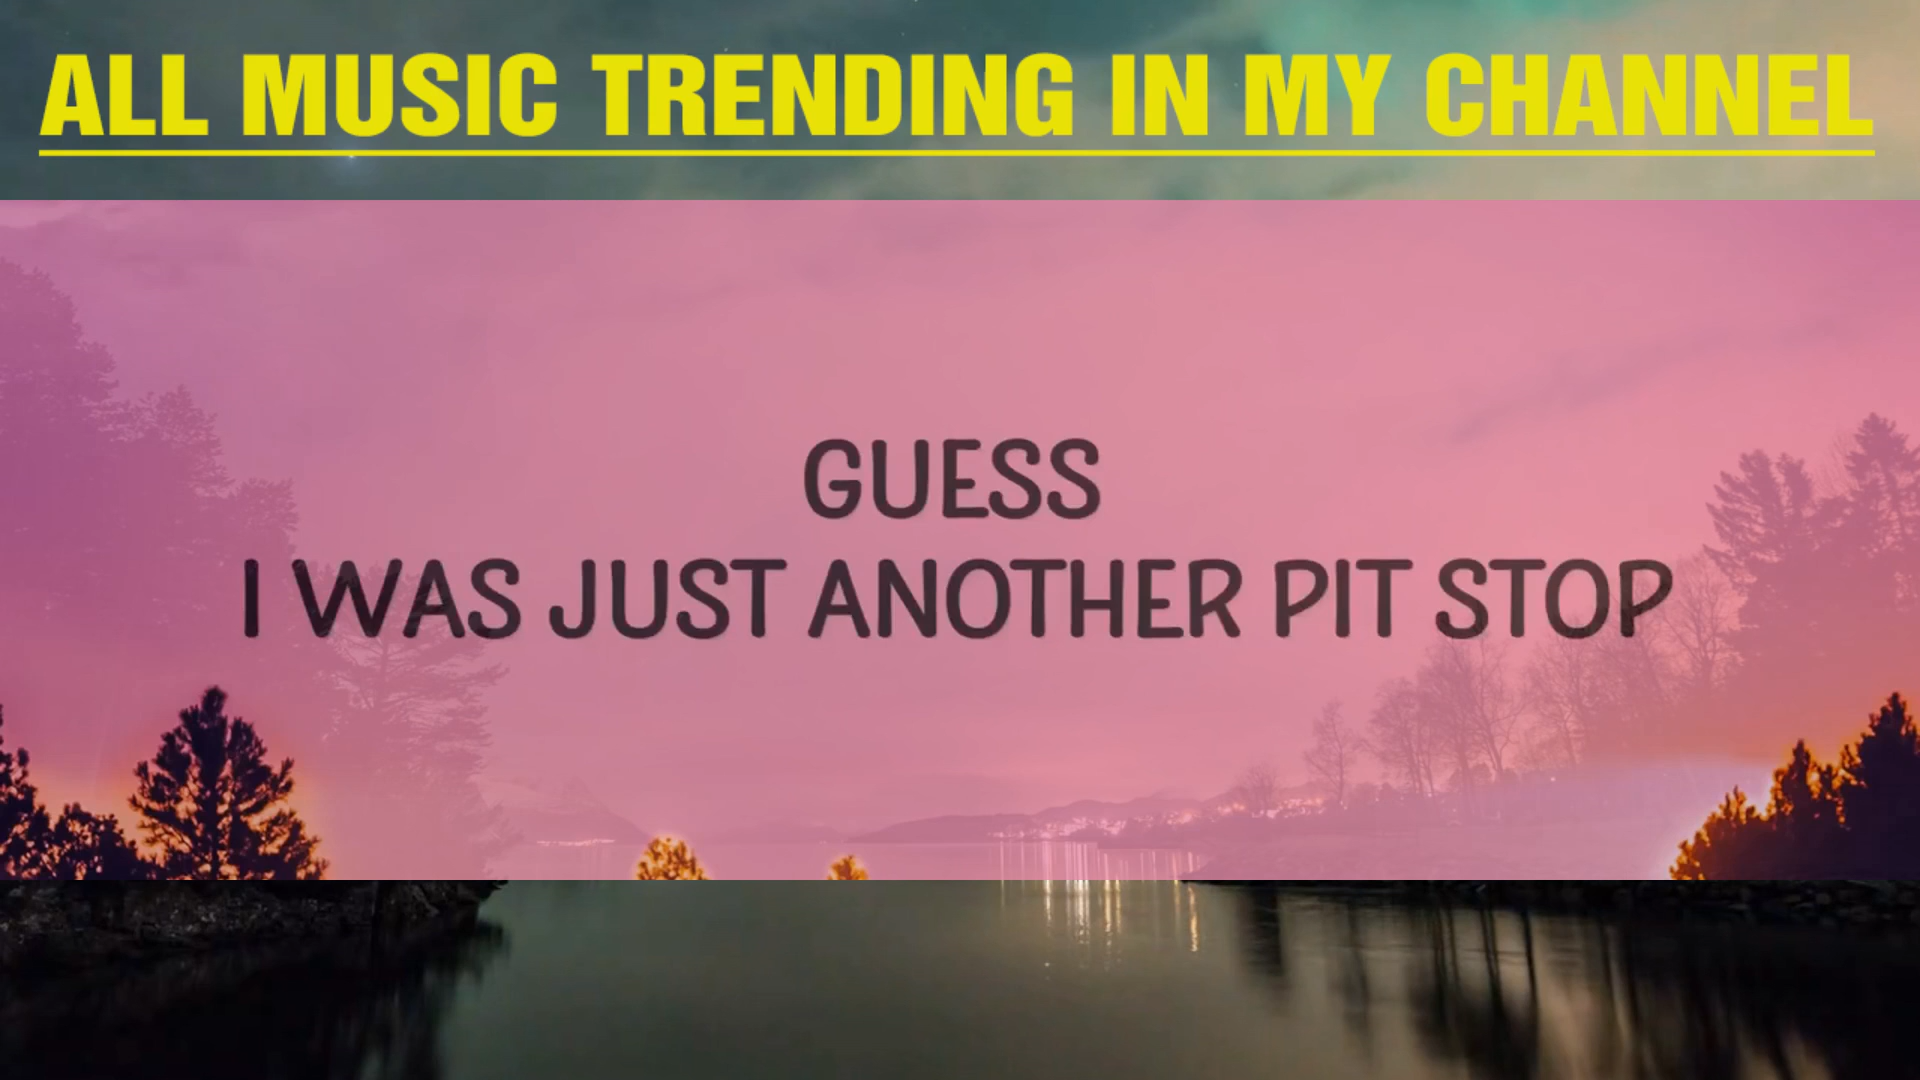 ALL MUSIC TRENDING IN MY CHANNEL
GUESS
I WAS JUST ANOTHER PIT STOP